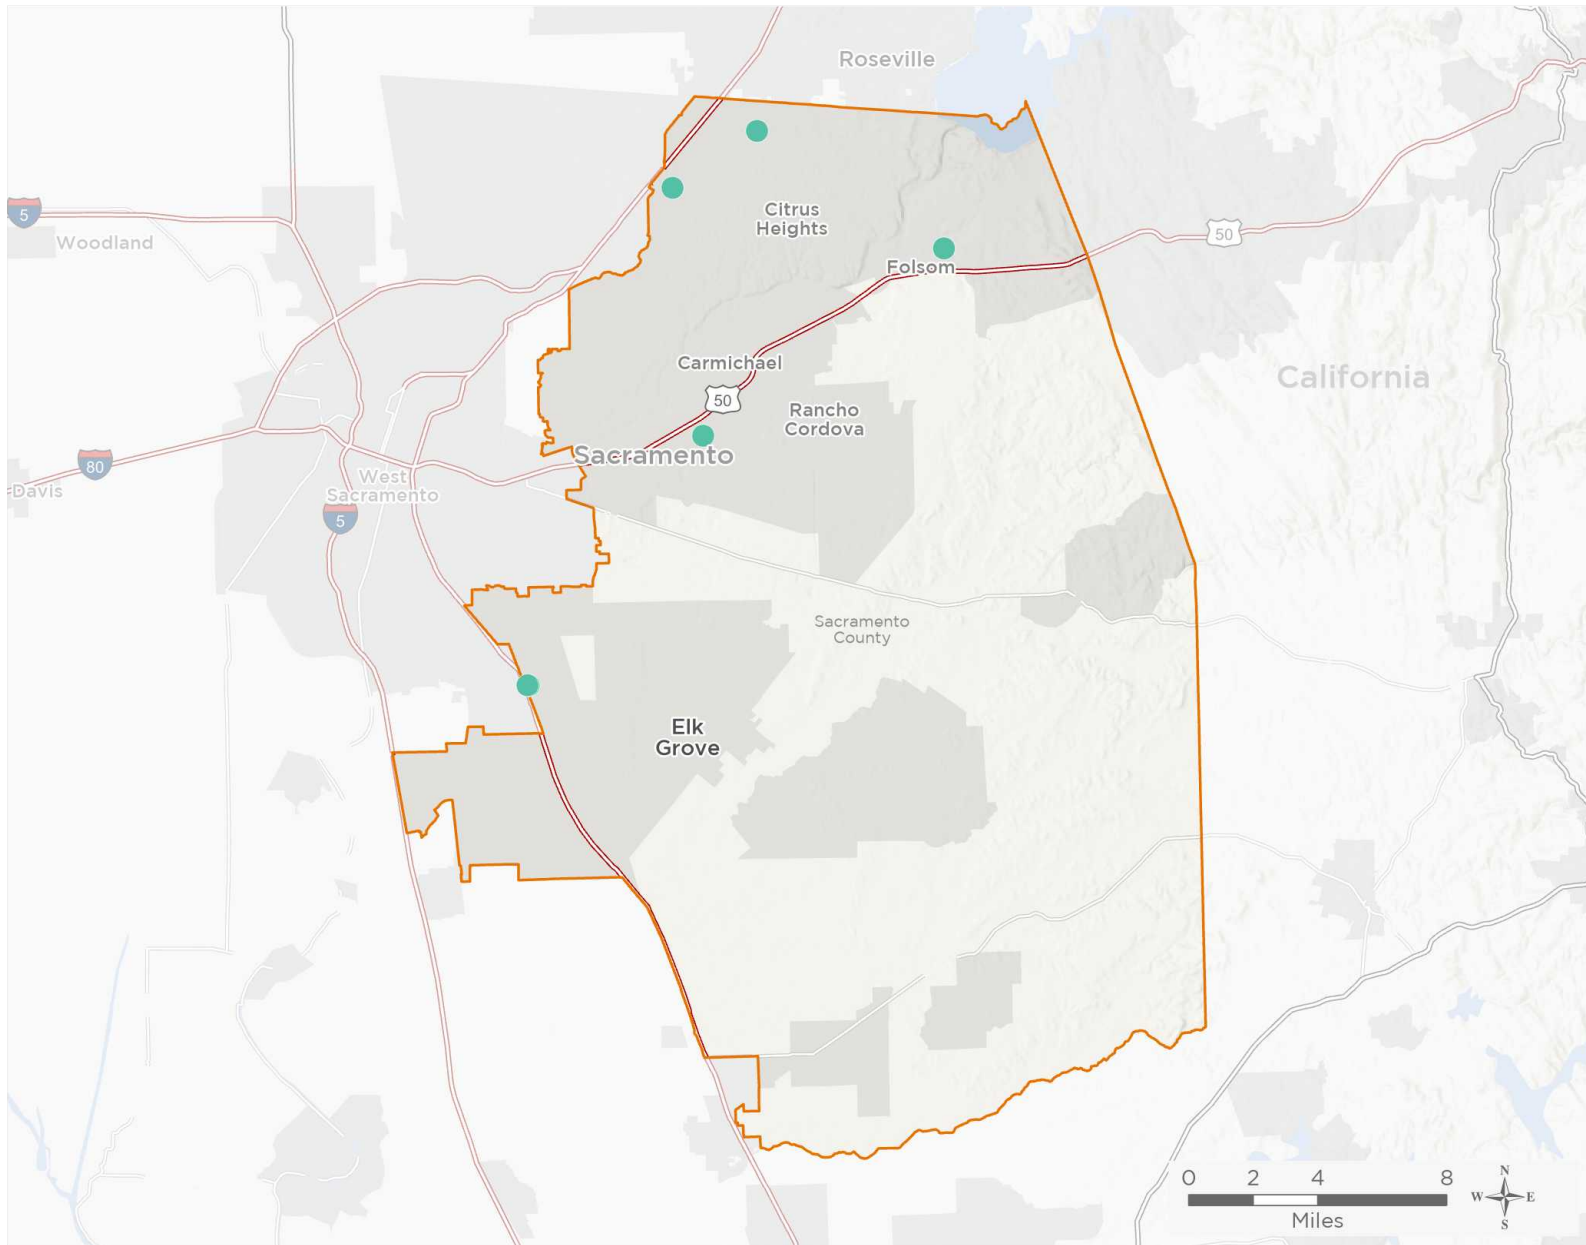 Roseville
5
Woodland
Citrus
Heights
50
Folsom
Carmichael
California
50
Rancho
Cordova
Sacramento
80
West
Sacramento
Davis
5
Sacramento
County
Elk
Grove
0 2 4 8
Miles
N
W E
S